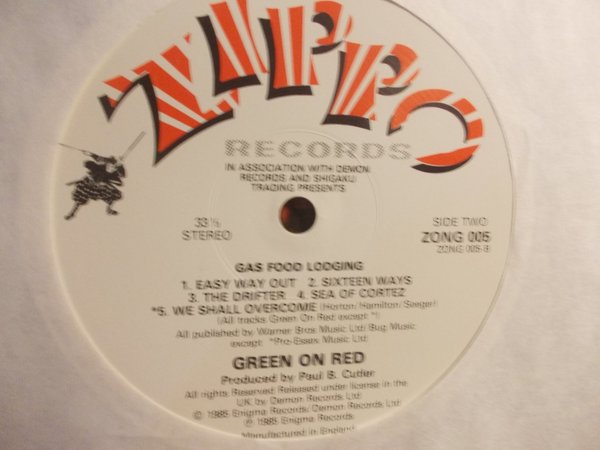 ZIPPO
RECORDS
IN ASSOCIATION WITH DEMON
RECORDS AND SHIGAKU
TRADING PRESENTS
33⅓
STEREO
SIDE TWO
ZONG 005
ZONG 005-B
GAS FOOD LODGING
1. EASY WAY OUT 2. SIXTEEN WAYS
3. THE DRIFTER 4. SEA OF CORTEZ
*5. WE SHALL OVERCOME (Horton/Hamilton/Seeger)
(All tracks Green On Red except *)
All published by Warner Bros Music Ltd/Bug Music,
except *Pro-Essex Music Ltd
GREEN ON RED
Produced by Paul B. Cutler
All rights Reserved Released under license in the
UK by Demon Records Ltd
℗ 1985 Enigma Records/Demon Records Ltd
© 1985 Enigma Records
Manufactured in England